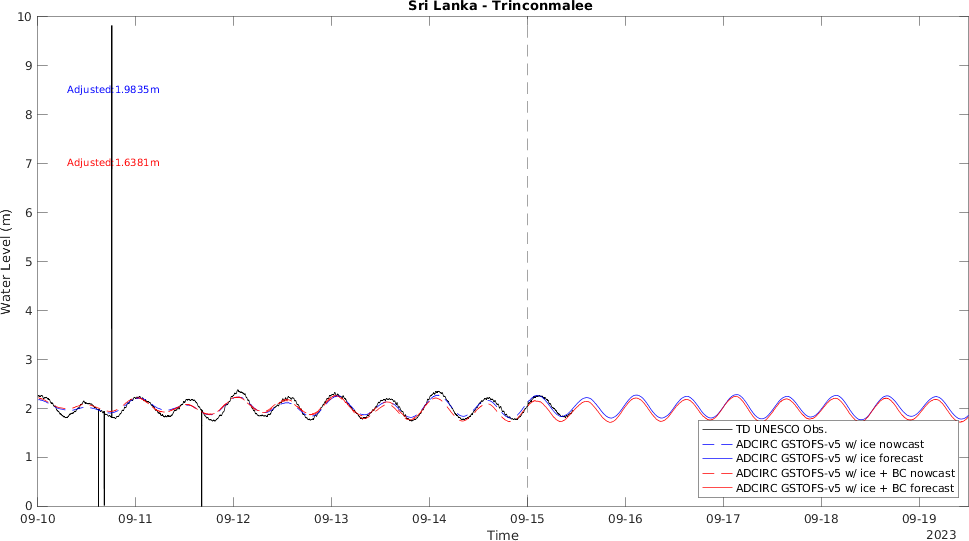 Sri Lanka - Trinconmalee
10
9
8
7
6
5
4
3
2
1
0
Water Level (m)
Adjusted:1.9835m
Adjusted:1.6381m
TD UNESCO Obs.
ADCIRC GSTOFS-v5 w/ ice nowcast
ADCIRC GSTOFS-v5 w/ ice forecast
ADCIRC GSTOFS-v5 w/ ice + BC nowcast
ADCIRC GSTOFS-v5 w/ ice + BC forecast
09-10 09-11 09-12 09-13 09-14 09-15 09-16 09-17 09-18 09-19
Time
2023